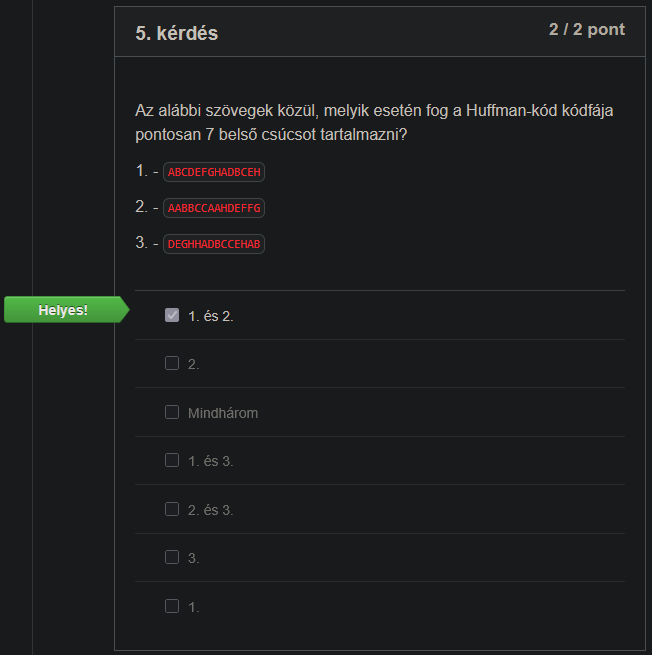 5. kérdés
2 / 2 pont
Az alábbi szövegek közül, melyik esetén fog a Huffman-kód kódfája
pontosan 7 belső csúcsot tartalmazni?
1. - ABCDEFGHADBCEH
2. - AABBCCAAHDEFFG
3. - DEGHHADBCCEHAB
Helyes!
1. és 2.
2.
Mindhárom
1. és 3.
2. és 3.
3.
1.